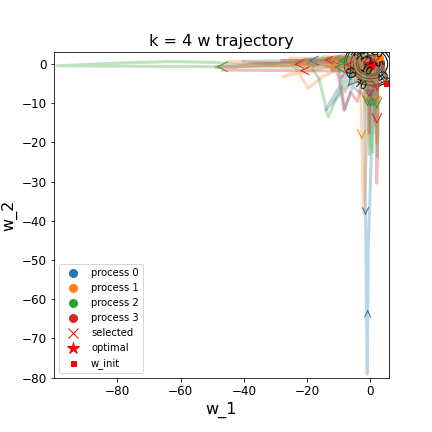 k = 4 w trajectory
w_2
0
−10
−20
−30
−40
−50
−60
−70
−80
process 0
process 1
process 2
process 3
selected
optimal
w_init
−80
−60
−40
−20
0
w_1